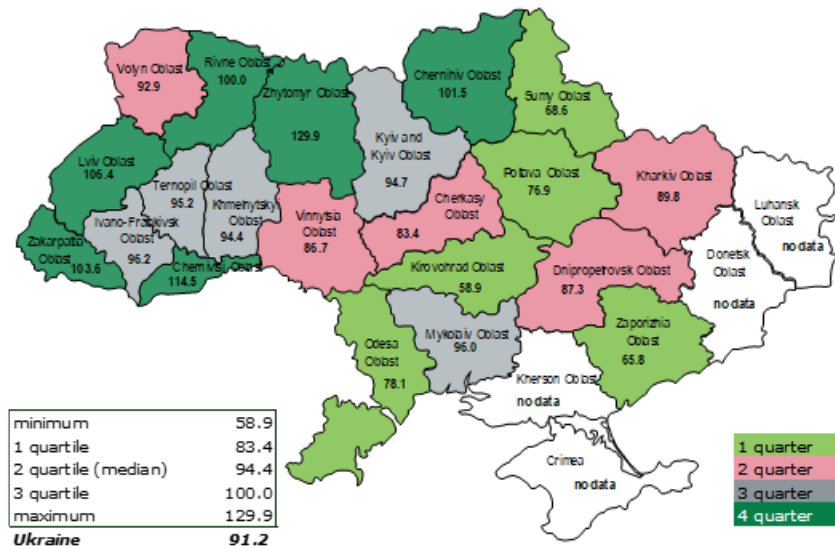 Volyn Oblast
92.9
Rivne Oblast
100.0
Zhytomyr Oblast
129.9
Chernihiv Oblast
101.5
Sumy Oblast
68.6
Kyiv and
Kyiv Oblast
94.7
Lviv Oblast
106.4
Ternopil Oblast
95.2
Khmelnytsky
Oblast
94.4
Ivano-Frankivsk
Oblast
96.2
Zakarpattia
Oblast
103.6
Chernivtsi Oblast
114.5
Vinnytsia
Oblast
86.7
Cherkasy
Oblast
83.4
Poltava Oblast
76.9
Kharkiv Oblast
89.8
Luhansk
Oblast
no data
Donetsk
Oblast
no data
Kirovohrad Oblast
58.9
Dnipropetrovsk Oblast
87.3
Zaporizhia
Oblast
65.8
Odesa
Oblast
78.1
Mykolaiv Oblast
96.0
Kherson Oblast
no data
Crimea
no data
minimum 58.9
1 quartile 83.4
2 quartile (median) 94.4
3 quartile 100.0
maximum 129.9
Ukraine 91.2
1 quarter
2 quarter
3 quarter
4 quarter